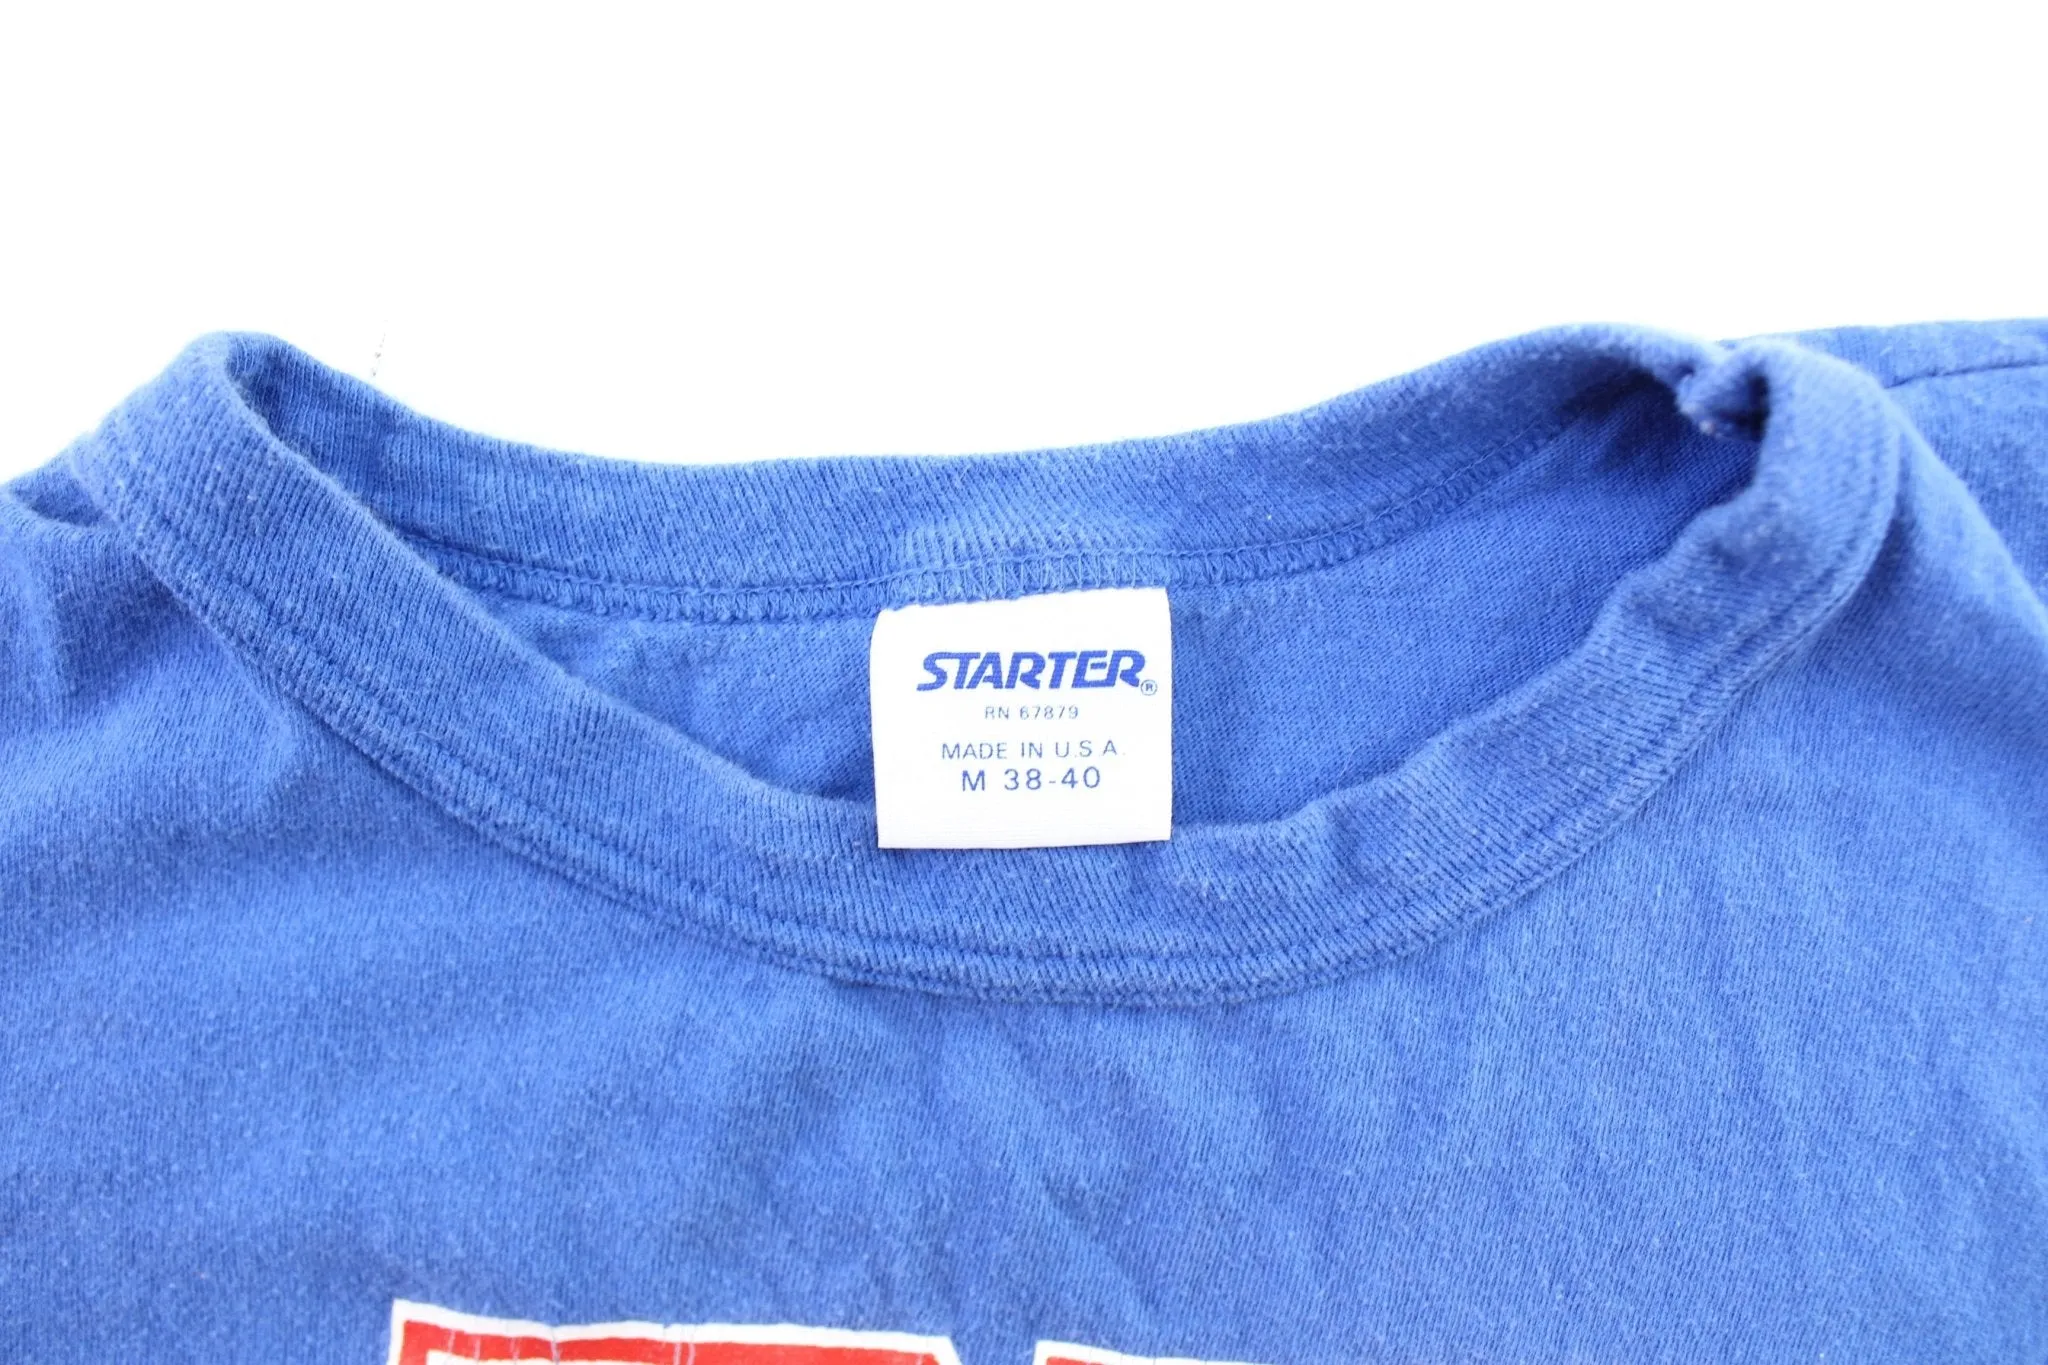 STARTER®
RN 67879
MADE IN U.S.A.
M 38-40